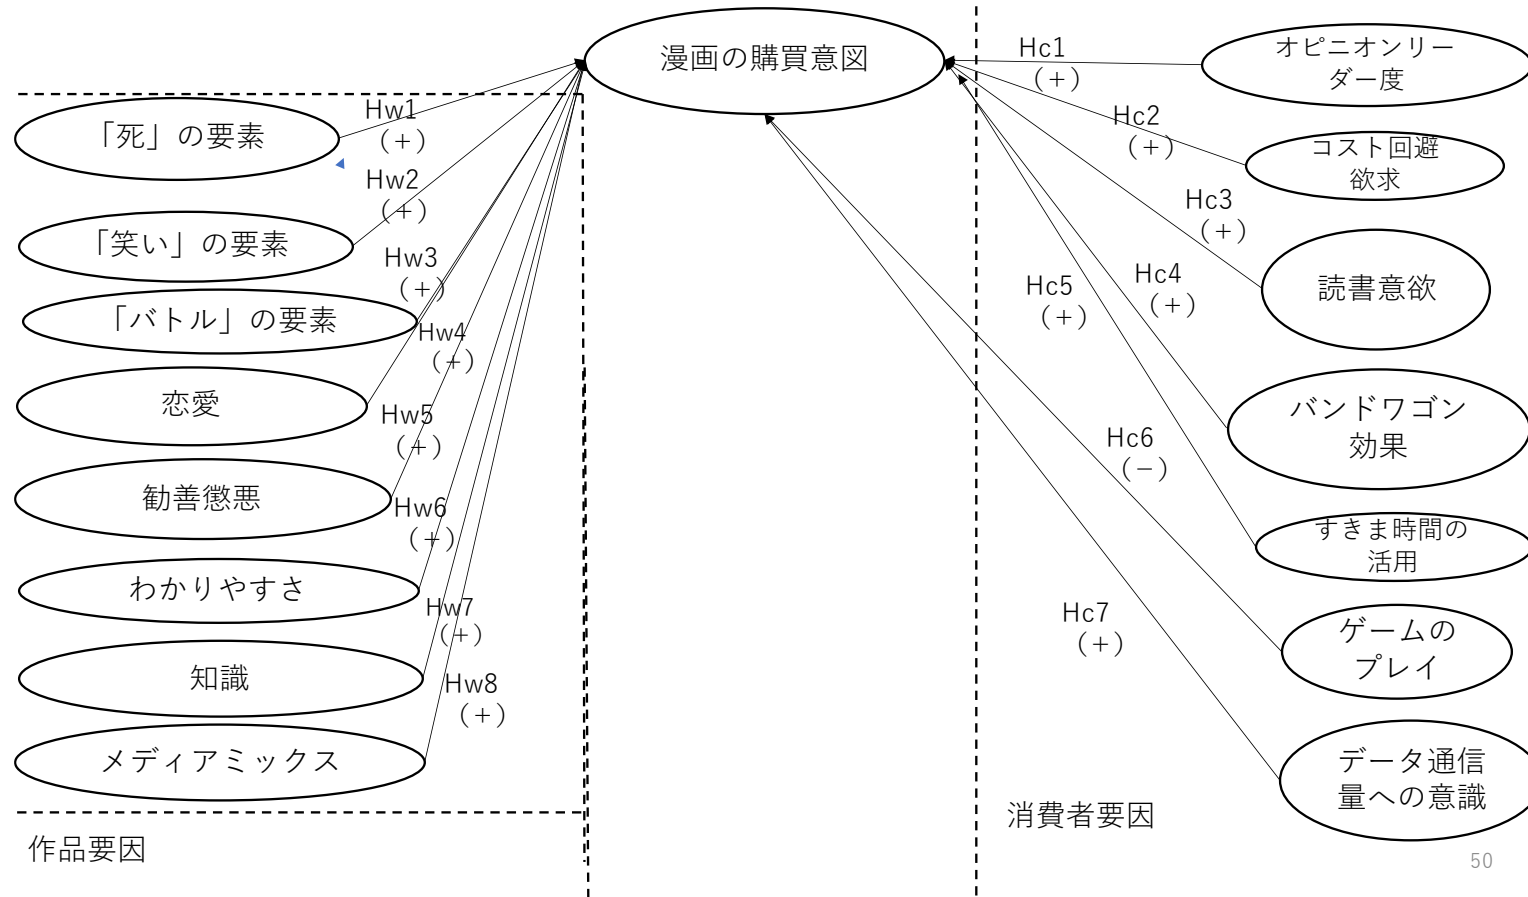 漫画の購買意図
「死」の要素
Hw1
(+)
「笑い」の要素
Hw2
(+)
「バトル」の要素
Hw3
(+)
恋愛
Hw4
(+)
勧善懲悪
Hw5
(+)
わかりやすさ
Hw6
(+)
知識
Hw7
(+)
メディアミックス
Hw8
(+)
作品要因
Hc1
(+)
オピニオンリー
ダー度
Hc2
(+)
コスト回避
欲求
Hc3
(+)
読書意欲
Hc4
(+)
バンドワゴン
効果
Hc5
(+)
すきま時間の
活用
Hc6
(−)
ゲームの
プレイ
Hc7
(+)
データ通信
量への意識
消費者要因
50